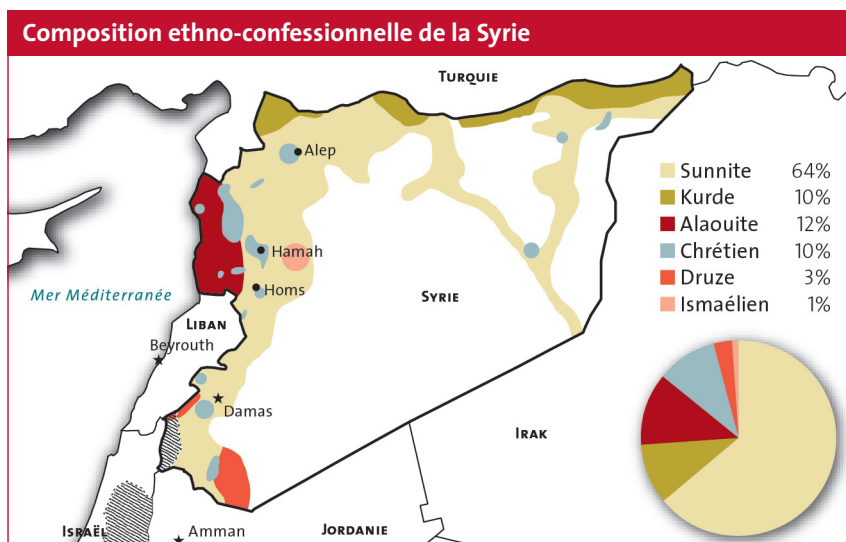 Composition ethno-confessionnelle de la Syrie
TURQUIE
Alep
Sunnite 64%
Kurde 10%
Alaouite 12%
Chrétien 10%
Druze 3%
Ismaélien 1%
Hamah
Mer Méditerranée
Homs
SYRIE
LIBAN
Beyrouth
Damas
IRAK
ISRAËL
Amman
JORDANIE